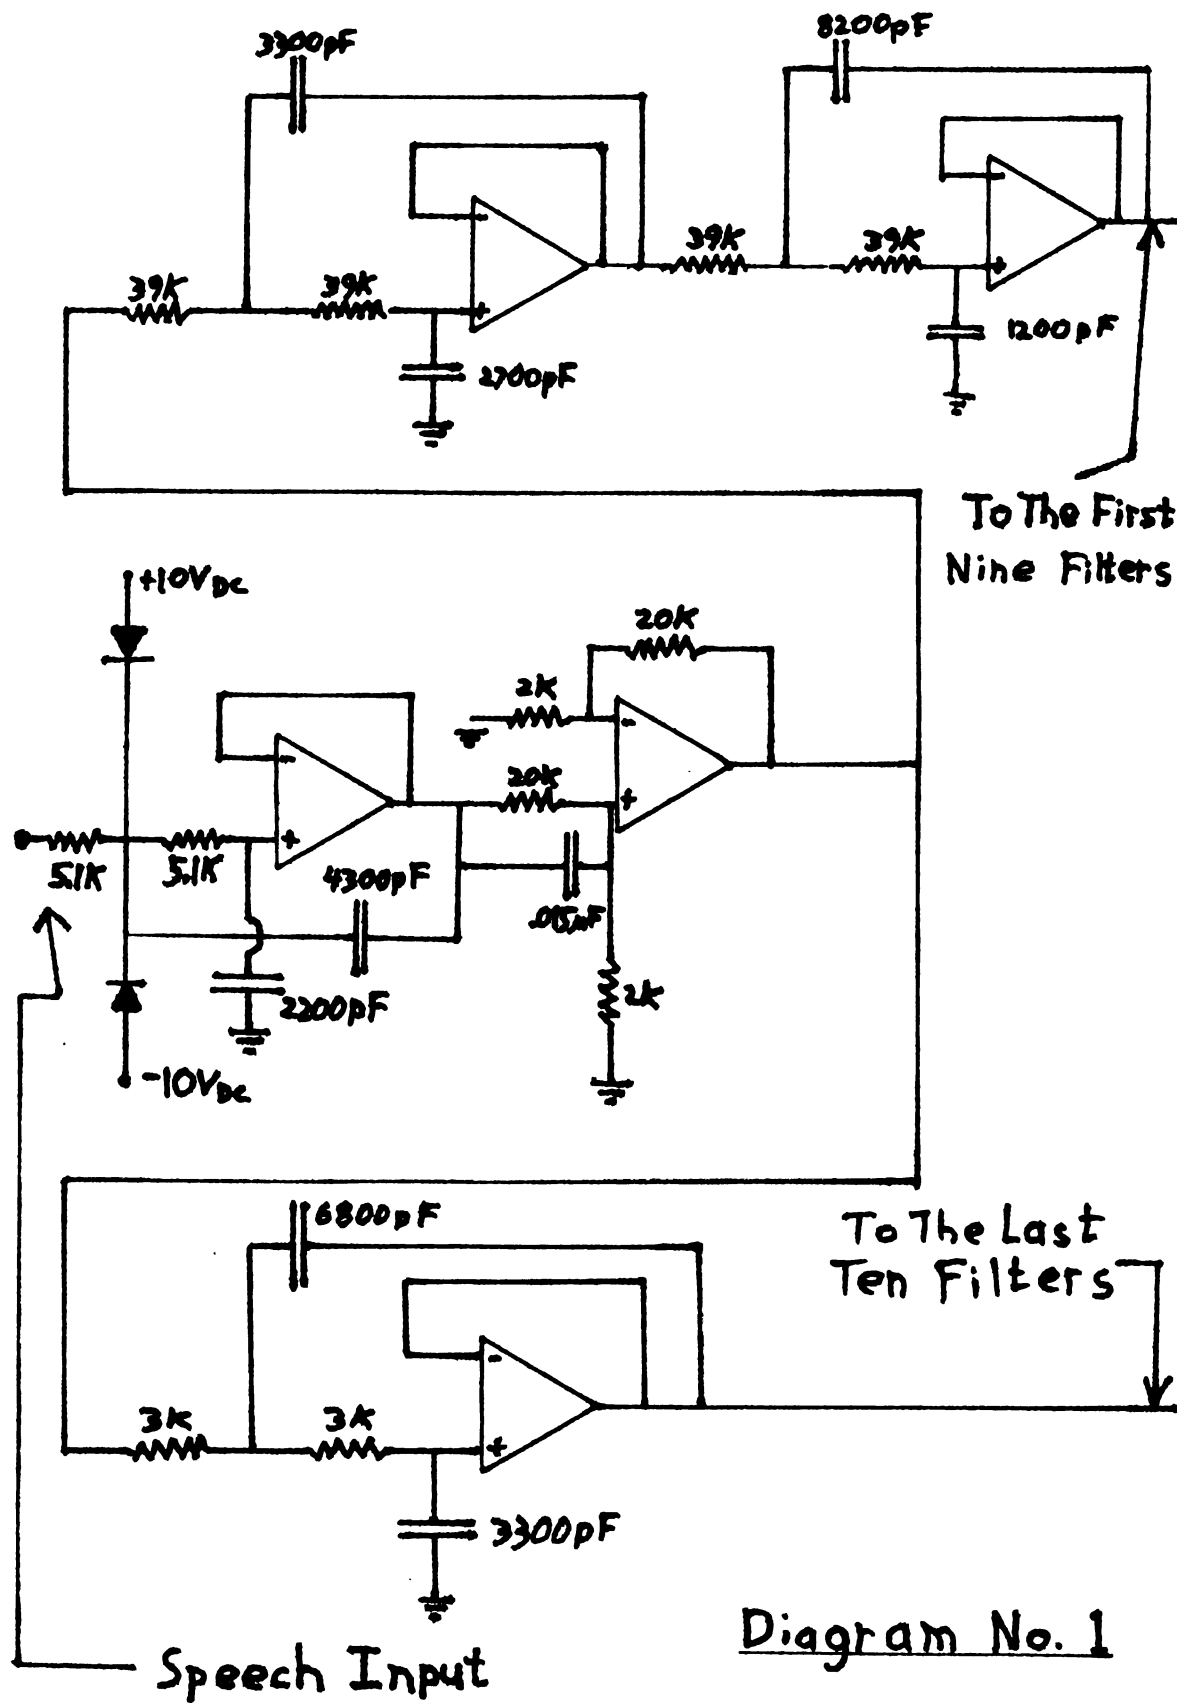 3300pF
8200pF
39K
39K
39K
39K
-
+
-
+
2700pF
1200pF
To The First
Nine Filters
+10VDC
20K
2K
-
+
-
+
20K
5.1K
5.1K
4300pF
.015µF
2200pF
2K
-10VDC
6800pF
To The Last
Ten Filters
3K
3K
-
+
3300pF
Diagram No. 1
Speech Input